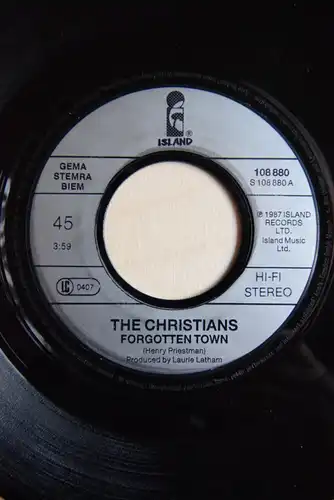 ISLAND®
GEMA
STEMRA
BIEM
108 880
S 108 880 A
45
3:59
℗ 1987 ISLAND
RECORDS
LTD.
Island Music
Ltd.
LC 0407
HI-FI
STEREO
THE CHRISTIANS
FORGOTTEN TOWN
(Henry Priestman)
Produced by Laurie Latham